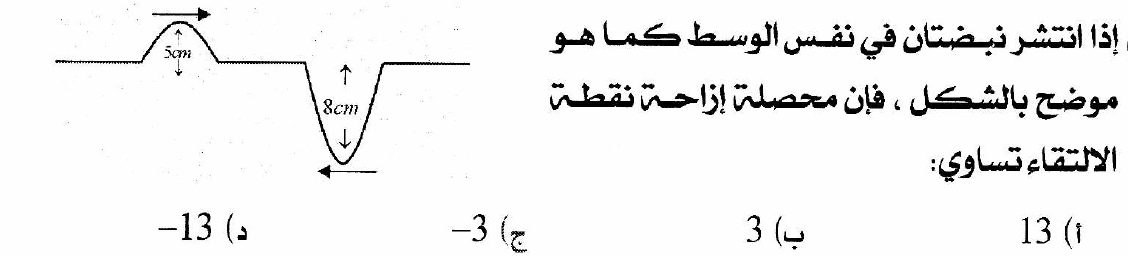 إذا انتشر نبضتان في نفس الوسط كما هو
موضح بالشكل ، فإن محصلة إزاحة نقطة
الالتقاء تساوي:
5cm
8cm
أ) 13 ب) 3 ج) 3– د) 13–